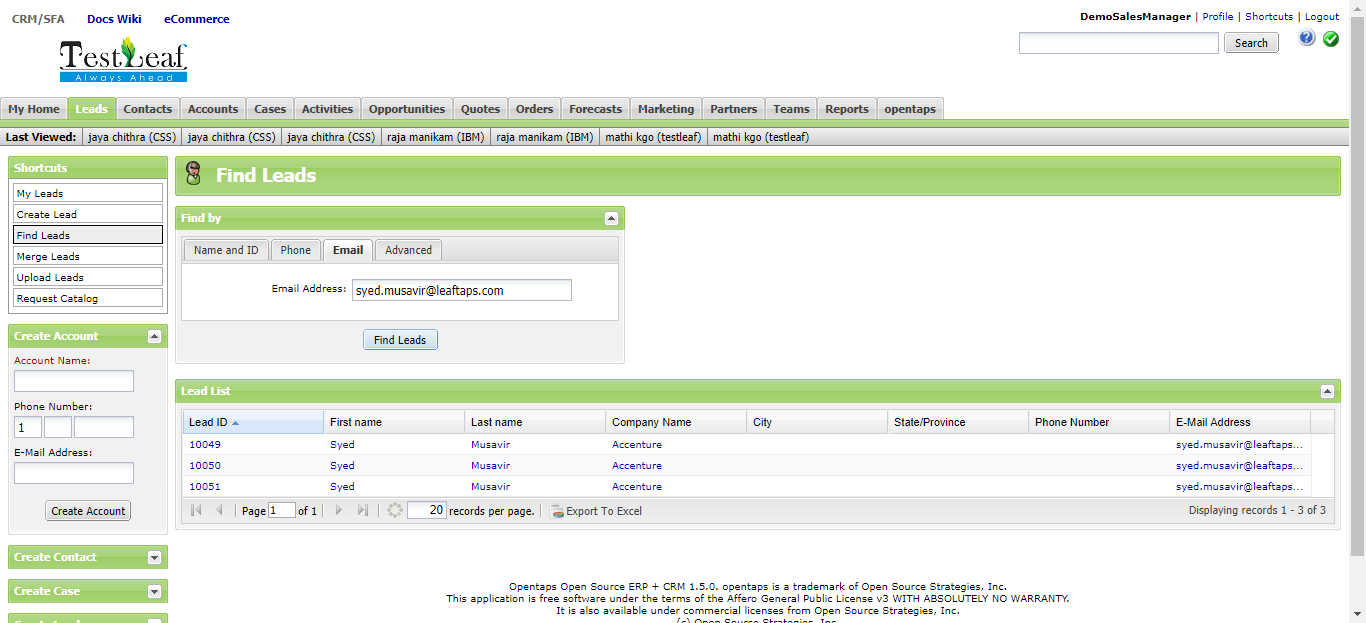 CRM/SFA Docs Wiki eCommerce
DemoSalesManager | Profile | Shortcuts | Logout
TestLeaf
Always Ahead
Search
?
My Home Leads Contacts Accounts Cases Activities Opportunities Quotes Orders Forecasts Marketing Partners Teams Reports opentaps
Last Viewed: jaya chithra (CSS) jaya chithra (CSS) jaya chithra (CSS) raja manikam (IBM) raja manikam (IBM) mathi kgo (testleaf) mathi kgo (testleaf)
Shortcuts
My Leads
Create Lead
Find Leads
Merge Leads
Upload Leads
Request Catalog
Create Account
Account Name:
Phone Number:
1
E-Mail Address:
Create Account
Create Contact
Create Case
Find Leads
Find by
Name and ID Phone Email Advanced
Email Address: syed.musavir@leaftaps.com
Find Leads
Lead List
Lead ID First name Last name Company Name City State/Province Phone Number E-Mail Address
10049 Syed Musavir Accenture syed.musavir@leaftaps...
10050 Syed Musavir Accenture syed.musavir@leaftaps...
10051 Syed Musavir Accenture syed.musavir@leaftaps...
Page 1 of 1 20 records per page. Export To Excel Displaying records 1 - 3 of 3
Opentaps Open Source ERP + CRM 1.5.0. opentaps is a trademark of Open Source Strategies, Inc.
This application is free software under the terms of the Affero General Public License v3 WITH ABSOLUTELY NO WARRANTY.
It is also available under commercial licenses from Open Source Strategies, Inc.
(c) Open Source Strategies, Inc.